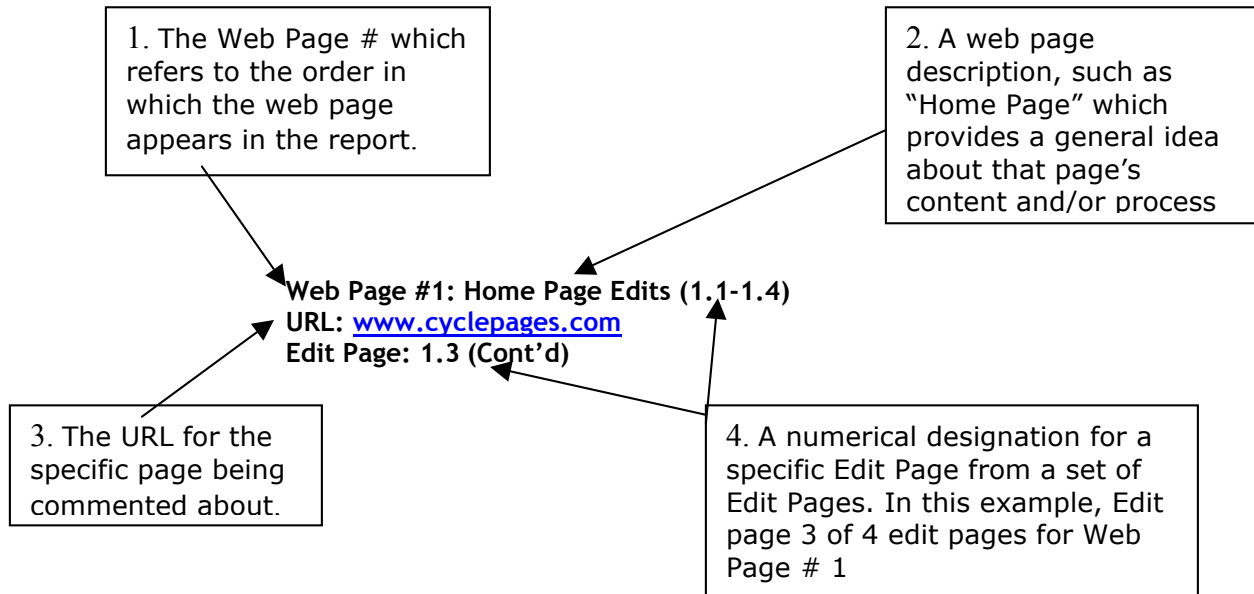 1. The Web Page # which
refers to the order in
which the web page
appears in the report.
2. A web page
description, such as
“Home Page” which
provides a general idea
about that page’s
content and/or process
Web Page #1: Home Page Edits (1.1-1.4)
URL: www.cyclepages.com
Edit Page: 1.3 (Cont’d)
3. The URL for the
specific page being
commented about.
4. A numerical designation for a
specific Edit Page from a set of
Edit Pages. In this example, Edit
page 3 of 4 edit pages for Web
Page # 1